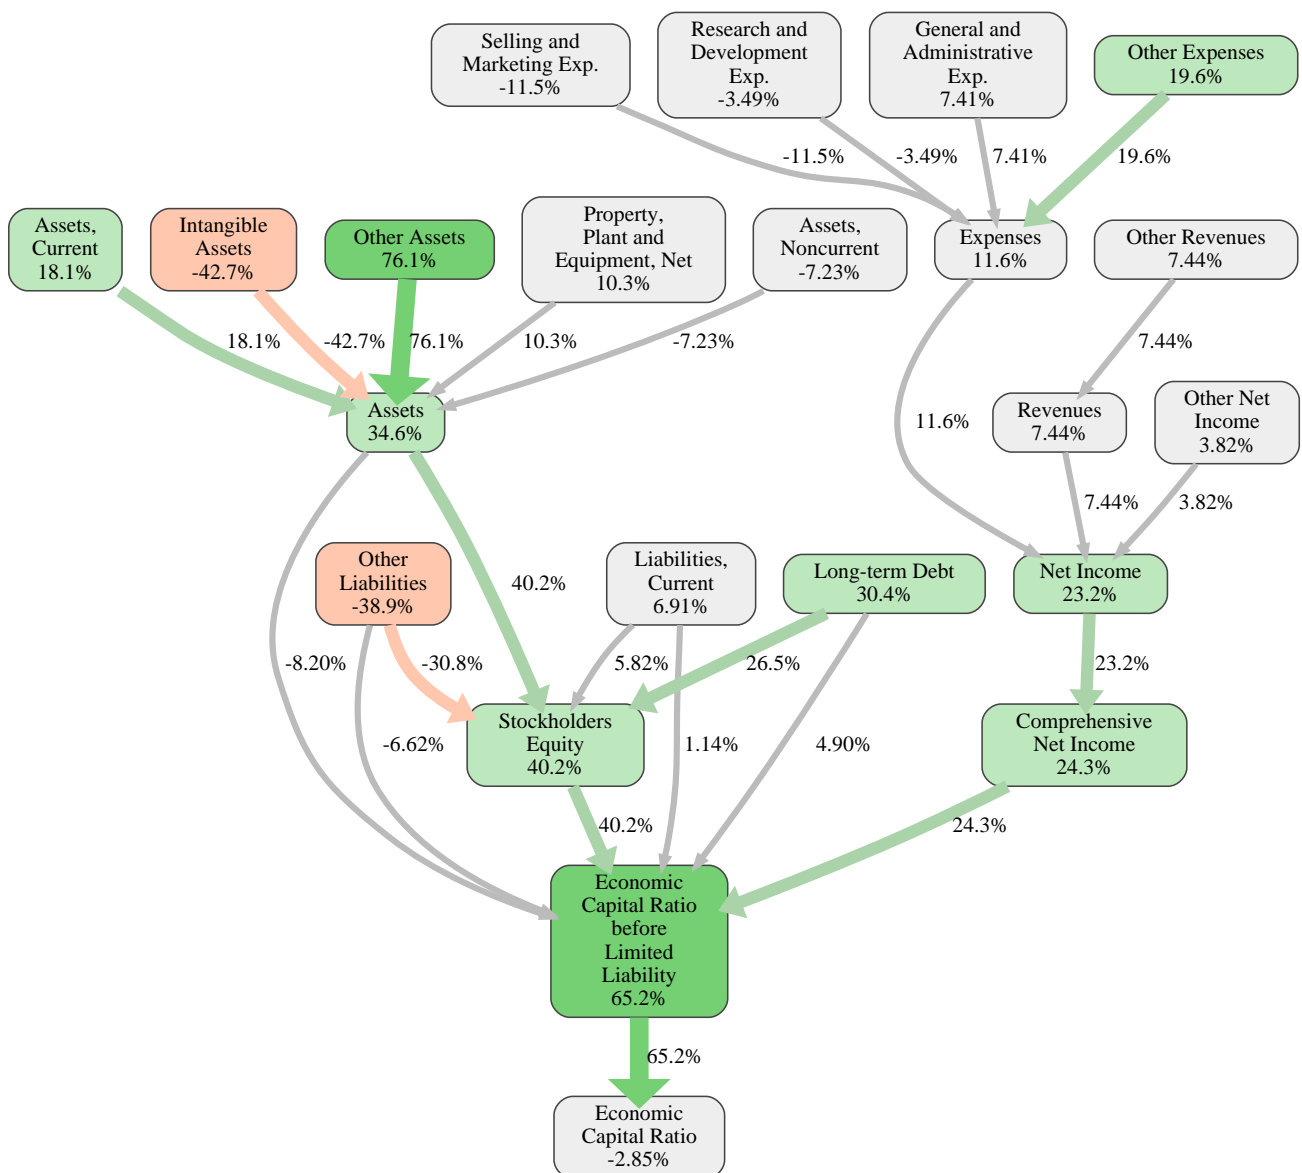 Selling and
Marketing Exp.
-11.5%
Research and
Development
Exp.
-3.49%
General and
Administrative
Exp.
7.41%
Other Expenses
19.6%
-11.5%
-3.49%
7.41%
19.6%
Assets,
Current
18.1%
Intangible
Assets
-42.7%
Other Assets
76.1%
Property,
Plant and
Equipment, Net
10.3%
Assets,
Noncurrent
-7.23%
Expenses
11.6%
Other Revenues
7.44%
18.1%
-42.7%
76.1%
10.3%
-7.23%
7.44%
Assets
34.6%
11.6%
Revenues
7.44%
Other Net
Income
3.82%
7.44%
3.82%
Other
Liabilities
-38.9%
40.2%
Liabilities,
Current
6.91%
Long-term Debt
30.4%
Net Income
23.2%
-8.20%
-30.8%
5.82%
26.5%
23.2%
-6.62%
Stockholders
Equity
40.2%
1.14%
4.90%
Comprehensive
Net Income
24.3%
40.2%
24.3%
Economic
Capital Ratio
before
Limited
Liability
65.2%
65.2%
Economic
Capital Ratio
-2.85%